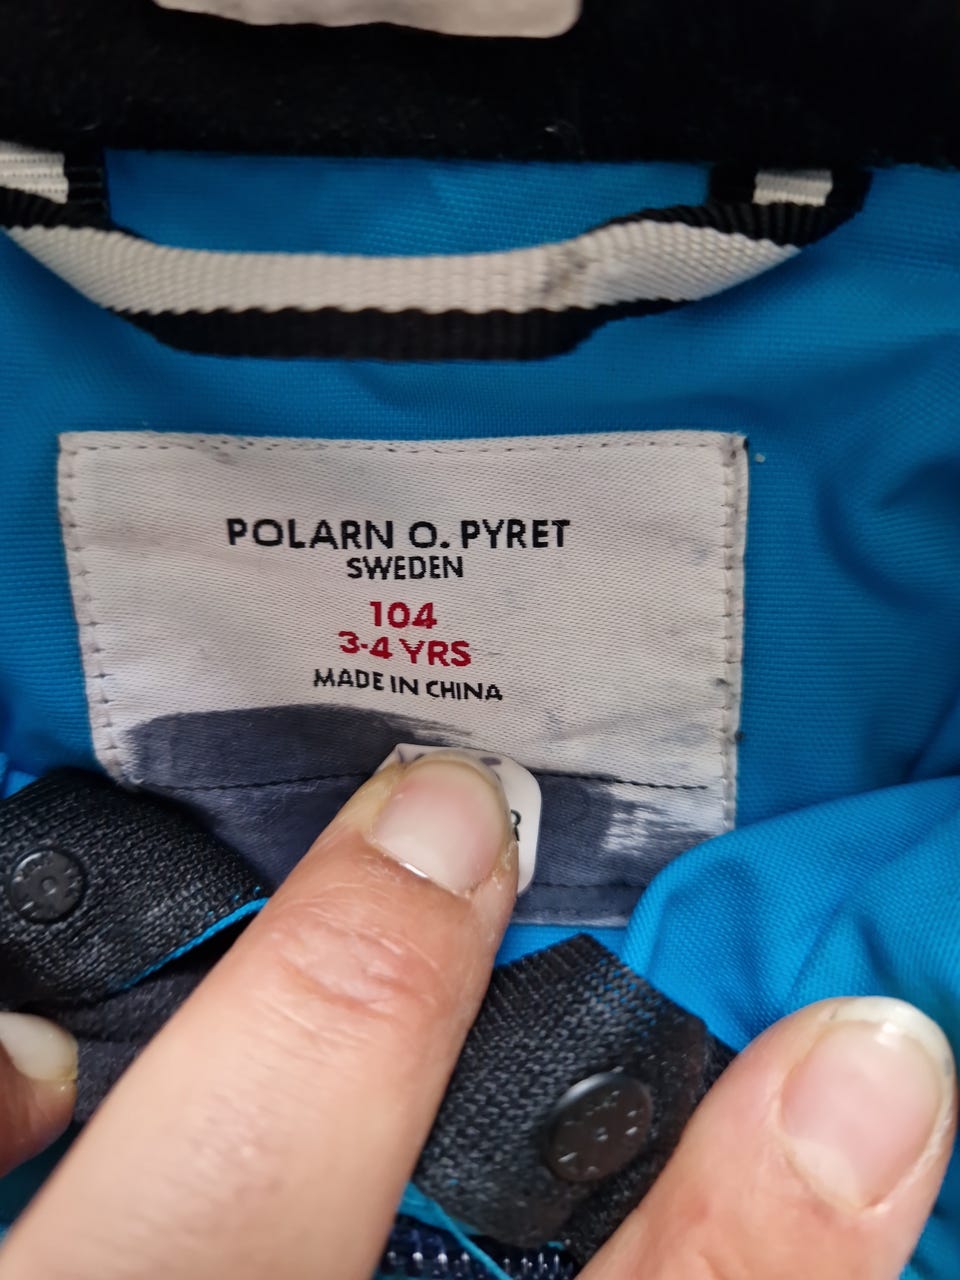 POLARN O. PYRET
SWEDEN
104
3-4 YRS
MADE IN CHINA